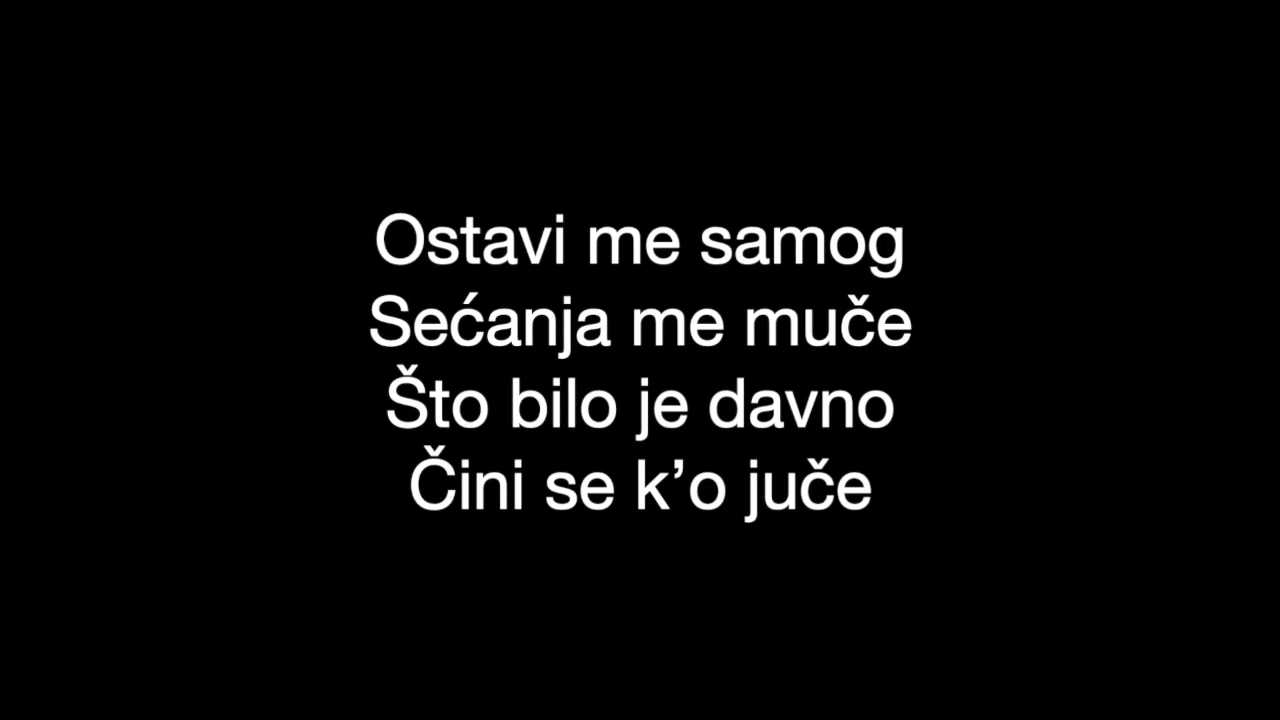 Ostavi me samog
Sećanja me muče
Što bilo je davno
Čini se k’o juče